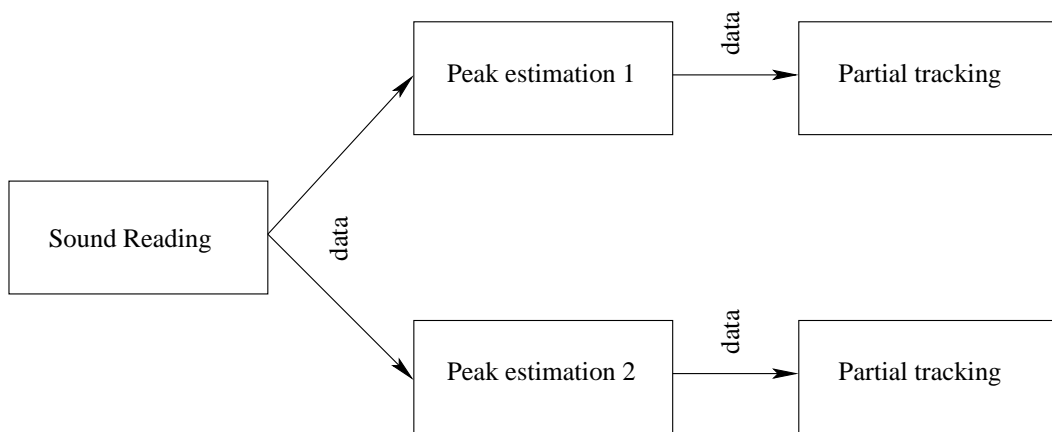 data
Peak estimation 1
Partial tracking
Sound Reading
data
data
Peak estimation 2
Partial tracking